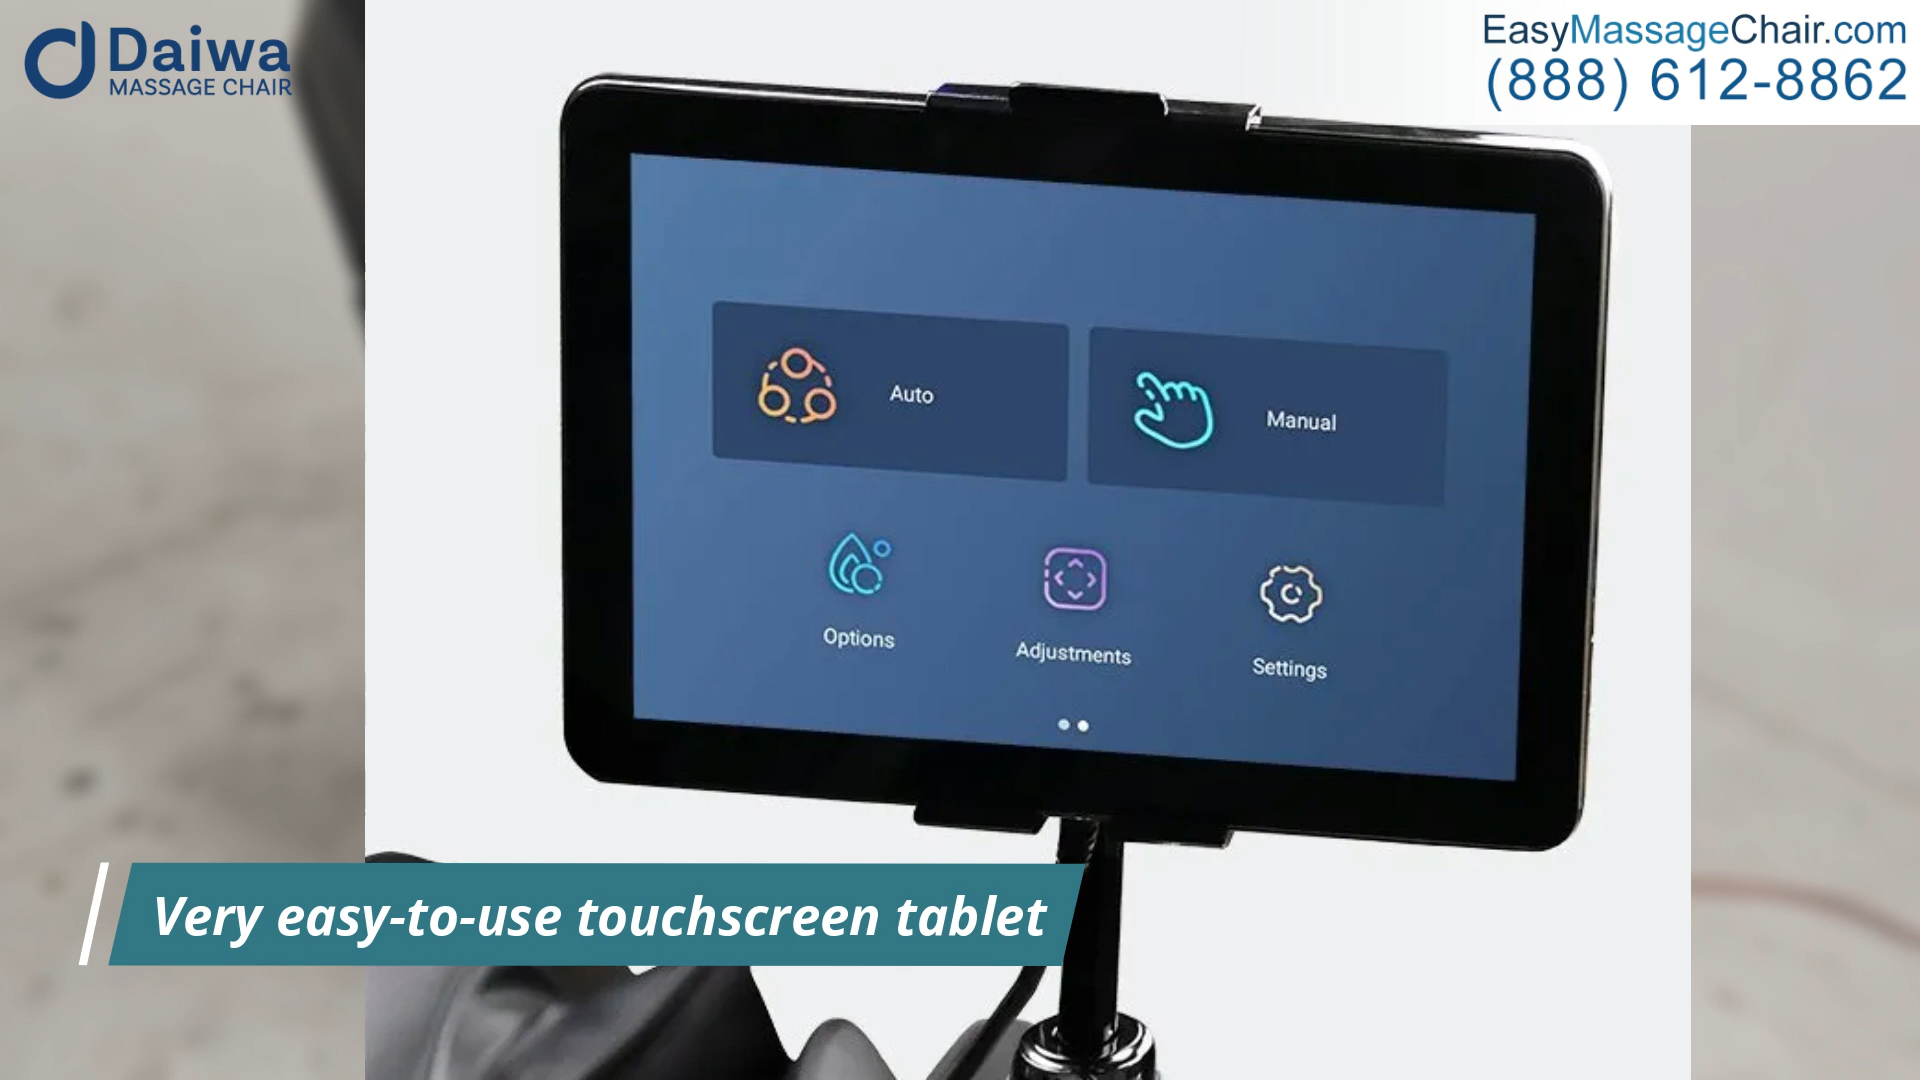 Daiwa
MASSAGE CHAIR
EasyMassageChair.com
(888) 612-8862
Auto
Manual
Options
Adjustments
Settings
Very easy-to-use touchscreen tablet